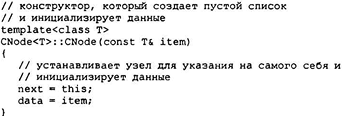 // конструктор, который создает пустой список
// и инициализирует данные
template<class T>
CNode<T>::CNode(const T& item)
{
// устанавливает узел для указания на самого себя и
// инициализирует данные
next = this;
data = item;
}